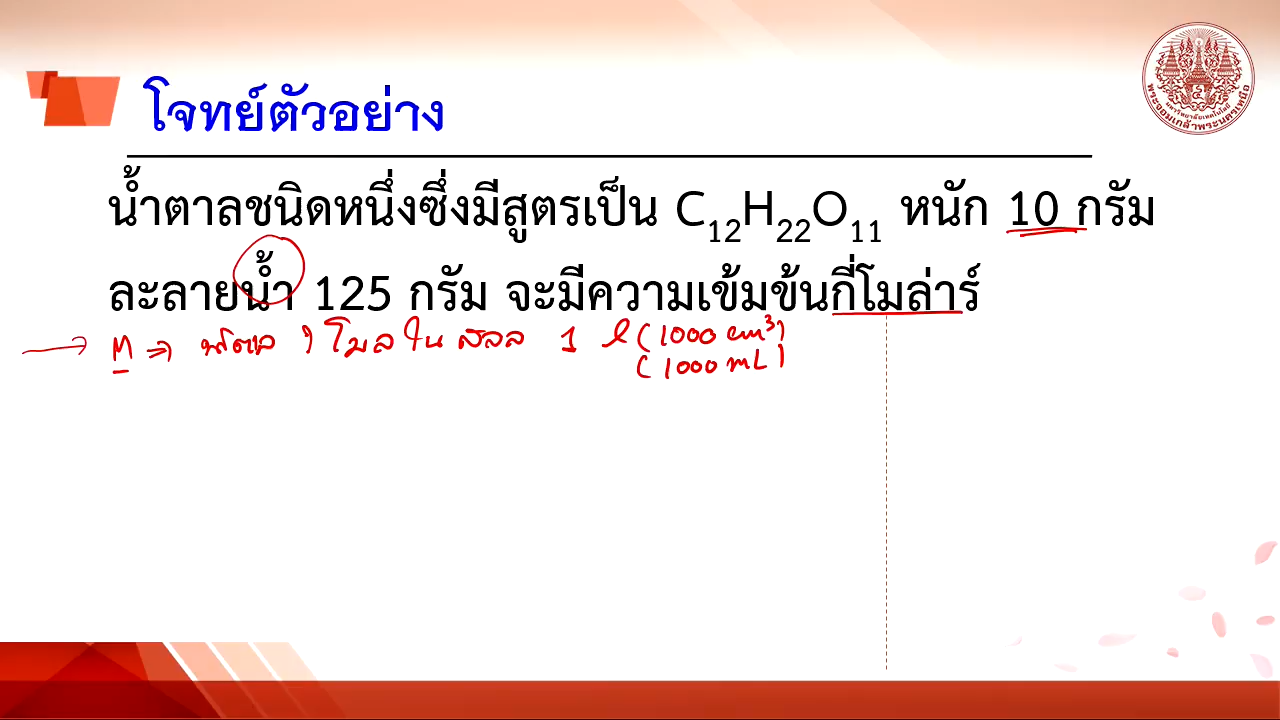 โจทย์ตัวอย่าง
น้ำตาลชนิดหนึ่งซึ่งมีสูตรเป็น C₁₂H₂₂O₁₁ หนัก 10 กรัม
ละลายน้ำ 125 กรัม จะมีความเข้มข้นกี่โมล่าร์
M ⇒ โมล ใน 1 l (1000 cm³)
(1000 mL)